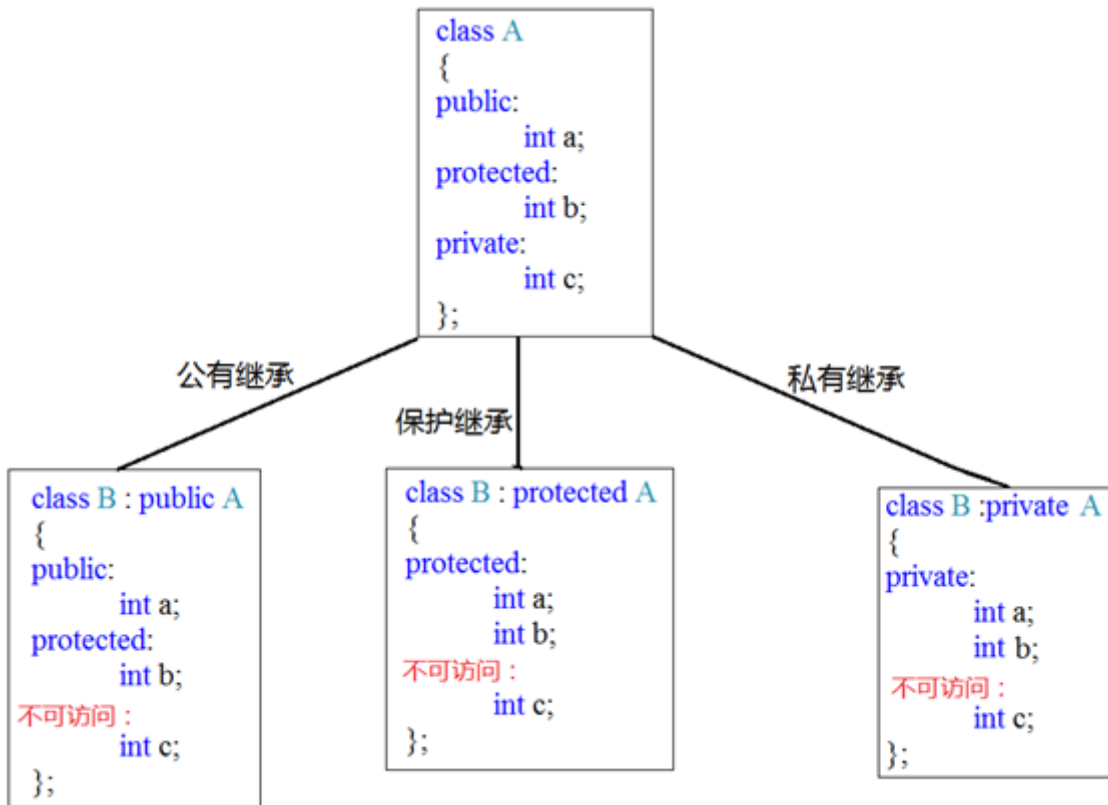 class A
{
public:
int a;
protected:
int b;
private:
int c;
};
公有继承
保护继承
私有继承
class B : public A
{
public:
int a;
protected:
int b;
不可访问：
int c;
};
class B : protected A
{
protected:
int a;
int b;
不可访问：
int c;
};
class B :private A
{
private:
int a;
int b;
不可访问：
int c;
};